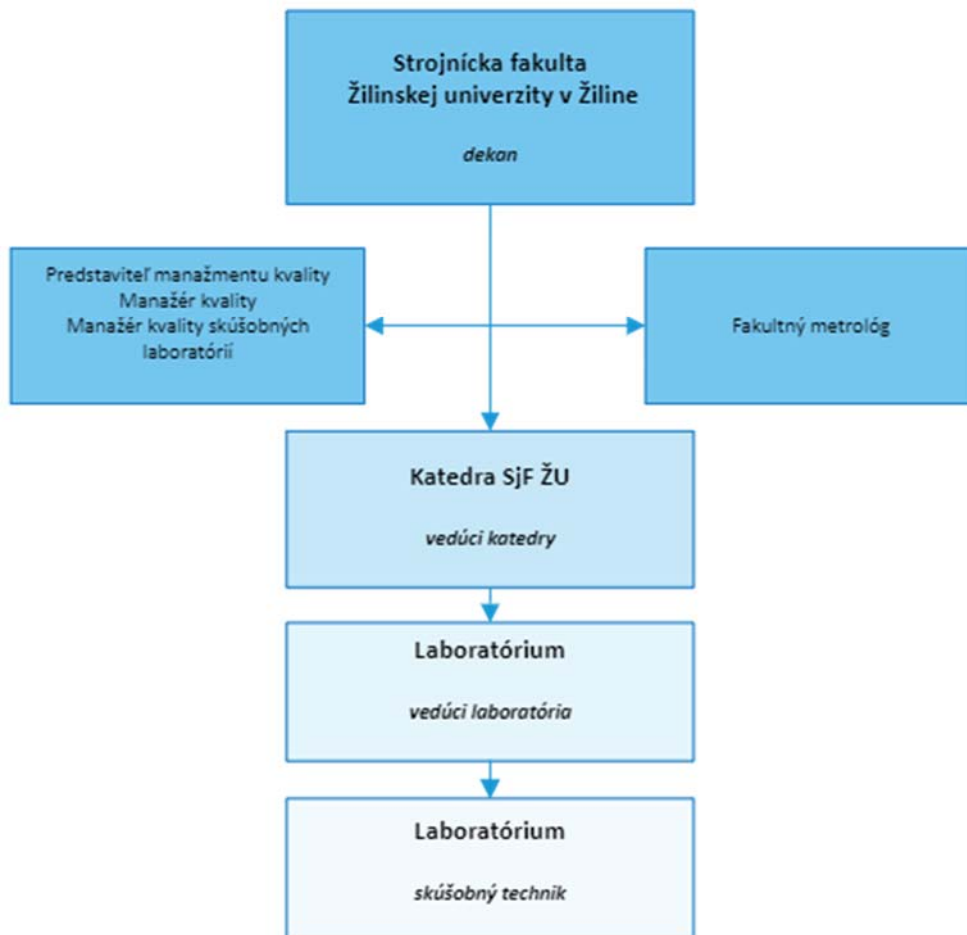 Strojnícka fakulta
Žilinskej univerzity v Žiline
dekan
Predstaviteľ manažmentu kvality
Manažér kvality
Manažér kvality skúšobných
laboratórií
Fakultný metrológ
Katedra SjF ŽU
vedúci katedry
Laboratórium
vedúci laboratória
Laboratórium
skúšobný technik